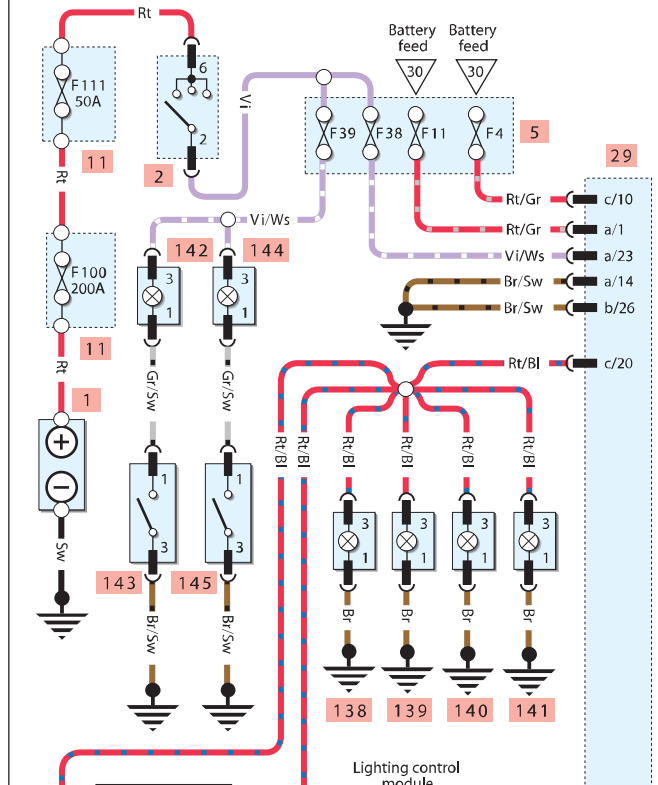 Rt
Battery
feed
30
Battery
feed
30
F111
50A
6
2
Vi
F39
F38
F11
F4
5
11
2
29
Rt
Rt/Gr
c/10
Rt/Gr
a/1
Vi/Ws
142
144
Vi/Ws
a/23
F100
200A
3
1
3
1
Br/Sw
a/14
Br/Sw
b/26
11
Rt
Rt/Bl
c/20
1
Gr/Sw
Gr/Sw
+
−
Rt/Bl
Rt/Bl
Rt/Bl
Rt/Bl
Rt/Bl
Rt/Bl
1
3
1
3
Sw
3
1
3
1
3
1
3
1
143
145
Br/Sw
Br/Sw
Br
Br
Br
Br
138
139
140
141
Lighting control
module